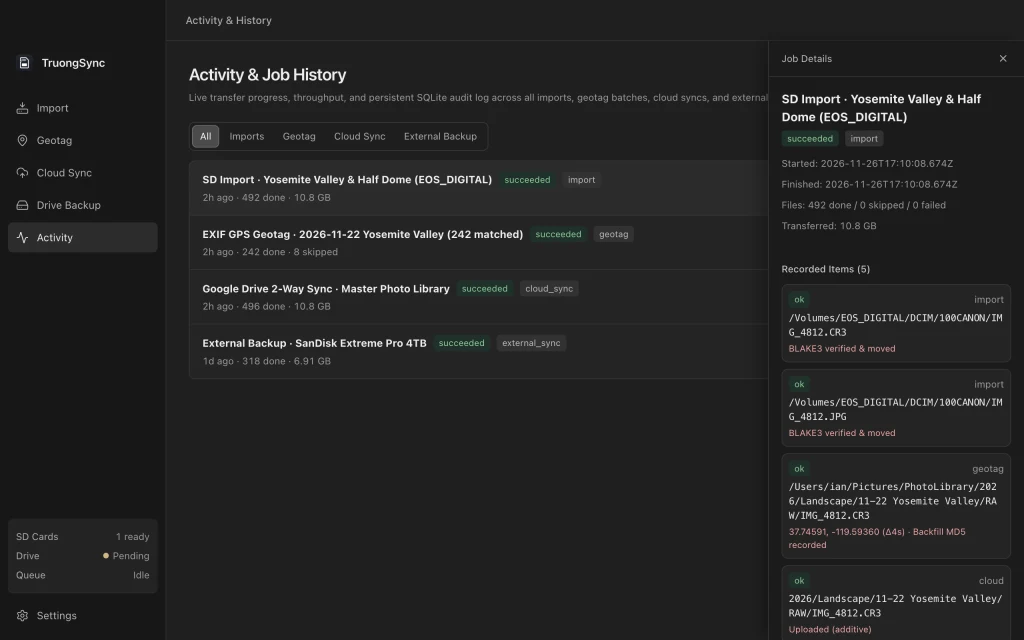 Activity & History
TruongSync
Import
Geotag
Cloud Sync
Drive Backup
Activity
SD Cards 1 ready
Drive Pending
Queue Idle
Settings
Activity & Job History
Live transfer progress, throughput, and persistent SQLite audit log across all imports, geotag batches, cloud syncs, and external
All Imports Geotag Cloud Sync External Backup
SD Import · Yosemite Valley & Half Dome (EOS_DIGITAL) succeeded import
2h ago · 492 done · 10.8 GB
EXIF GPS Geotag · 2026-11-22 Yosemite Valley (242 matched) succeeded geotag
2h ago · 242 done · 8 skipped
Google Drive 2-Way Sync · Master Photo Library succeeded cloud_sync
2h ago · 496 done · 10.8 GB
External Backup · SanDisk Extreme Pro 4TB succeeded external_sync
1d ago · 318 done · 6.91 GB
Job Details
SD Import · Yosemite Valley & Half
Dome (EOS_DIGITAL)
succeeded import
Started: 2026-11-26T17:10:08.674Z
Finished: 2026-11-26T17:10:08.674Z
Files: 492 done / 0 skipped / 0 failed
Transferred: 10.8 GB
Recorded Items (5)
ok import
/Volumes/EOS_DIGITAL/DCIM/100CANON/IM
G_4812.CR3
BLAKE3 verified & moved
ok import
/Volumes/EOS_DIGITAL/DCIM/100CANON/IM
G_4812.JPG
BLAKE3 verified & moved
ok geotag
/Users/ian/Pictures/PhotoLibrary/202
6/Landscape/11-22 Yosemite Valley/RA
W/IMG_4812.CR3
37.74591, -119.59360 (Δ4s) · Backfill MD5
recorded
ok cloud
2026/Landscape/11-22 Yosemite Valley/
RAW/IMG_4812.CR3
Uploaded (additive)